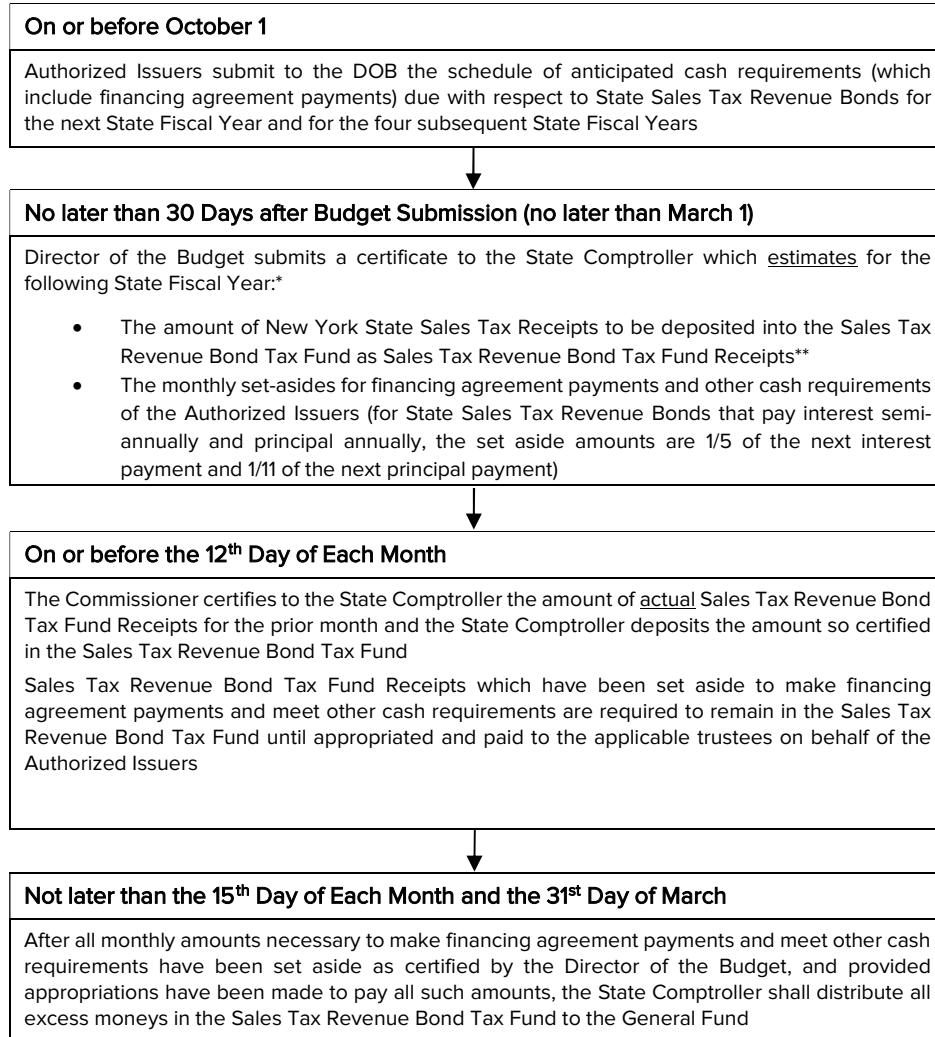 On or before October 1
Authorized Issuers submit to the DOB the schedule of anticipated cash requirements (which
include financing agreement payments) due with respect to State Sales Tax Revenue Bonds for
the next State Fiscal Year and for the four subsequent State Fiscal Years
No later than 30 Days after Budget Submission (no later than March 1)
Director of the Budget submits a certificate to the State Comptroller which estimates for the
following State Fiscal Year:*
• The amount of New York State Sales Tax Receipts to be deposited into the Sales Tax
Revenue Bond Tax Fund as Sales Tax Revenue Bond Tax Fund Receipts**
• The monthly set-asides for financing agreement payments and other cash requirements
of the Authorized Issuers (for State Sales Tax Revenue Bonds that pay interest semi-
annually and principal annually, the set aside amounts are 1/5 of the next interest
payment and 1/11 of the next principal payment)
On or before the 12th Day of Each Month
The Commissioner certifies to the State Comptroller the amount of actual Sales Tax Revenue Bond
Tax Fund Receipts for the prior month and the State Comptroller deposits the amount so certified
in the Sales Tax Revenue Bond Tax Fund
Sales Tax Revenue Bond Tax Fund Receipts which have been set aside to make financing
agreement payments and meet other cash requirements are required to remain in the Sales Tax
Revenue Bond Tax Fund until appropriated and paid to the applicable trustees on behalf of the
Authorized Issuers
Not later than the 15th Day of Each Month and the 31st Day of March
After all monthly amounts necessary to make financing agreement payments and meet other cash
requirements have been set aside as certified by the Director of the Budget, and provided
appropriations have been made to pay all such amounts, the State Comptroller shall distribute all
excess moneys in the Sales Tax Revenue Bond Tax Fund to the General Fund